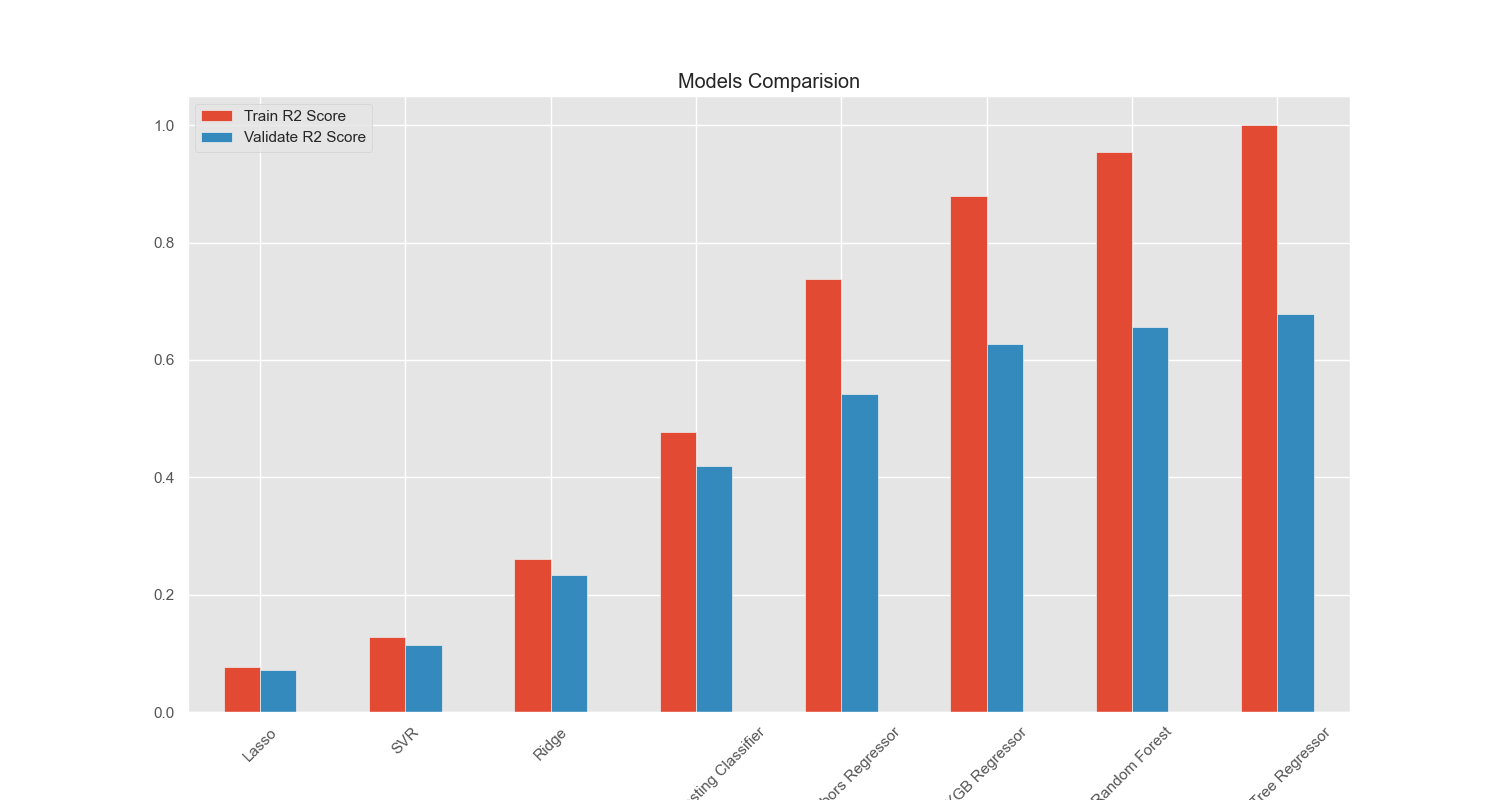 Models Comparision
Train R2 Score
Validate R2 Score
1.0
0.8
0.6
0.4
0.2
0.0
Lasso
SVR
Ridge
sting Classifier
bors Regressor
XGB Regressor
Random Forest
Tree Regressor